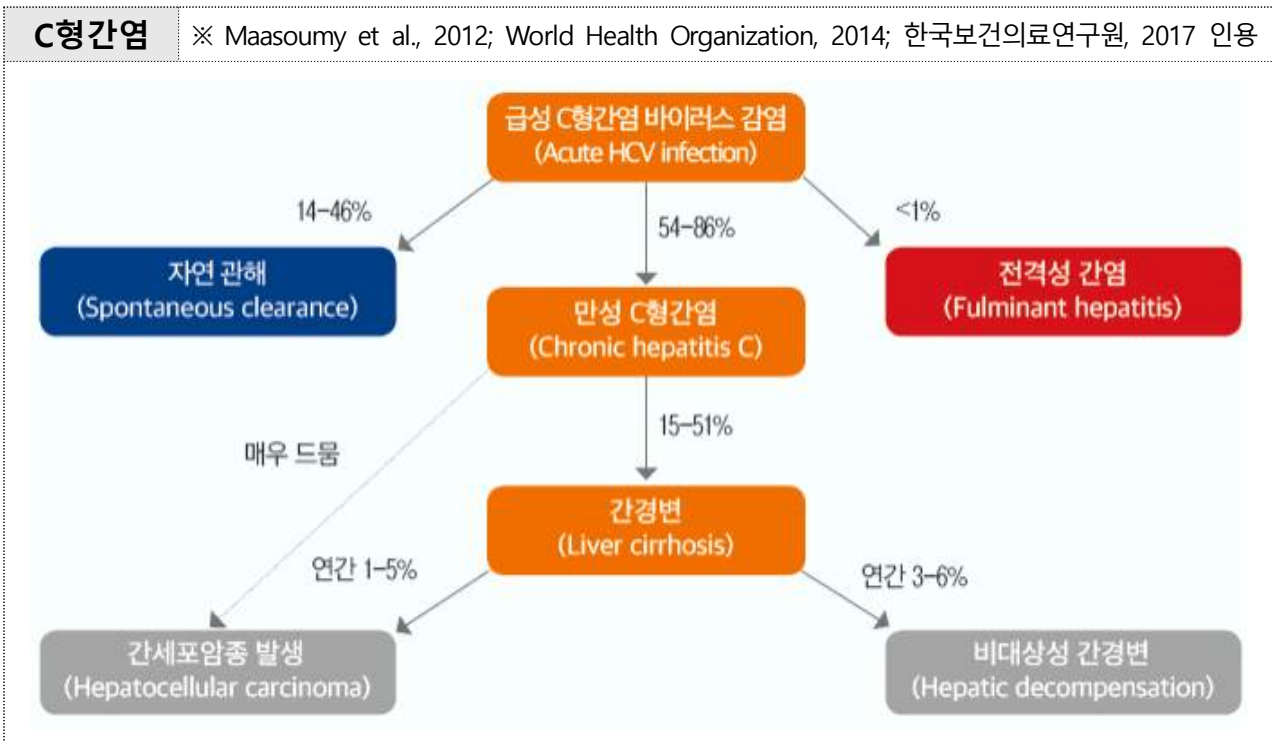 C형간염
※ Maasoumy et al., 2012; World Health Organization, 2014; 한국보건의료연구원, 2017 인용
급성 C형간염 바이러스 감염
(Acute HCV infection)
14-46%
54-86%
<1%
자연 관해
(Spontaneous clearance)
만성 C형간염
(Chronic hepatitis C)
전격성 간염
(Fulminant hepatitis)
매우 드뭄
15-51%
간경변
(Liver cirrhosis)
연간 1-5%
연간 3-6%
간세포암종 발생
(Hepatocellular carcinoma)
비대상성 간경변
(Hepatic decompensation)